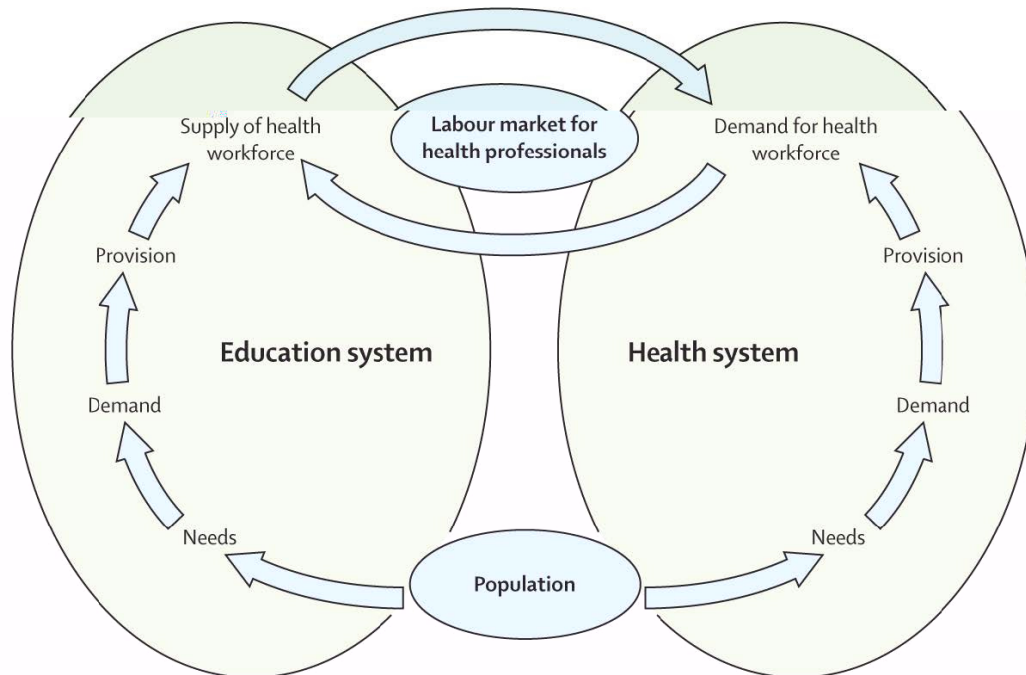 Supply of health
workforce
Labour market for
health professionals
Demand for health
workforce
Provision
Provision
Education system
Health system
Demand
Demand
Needs
Needs
Population